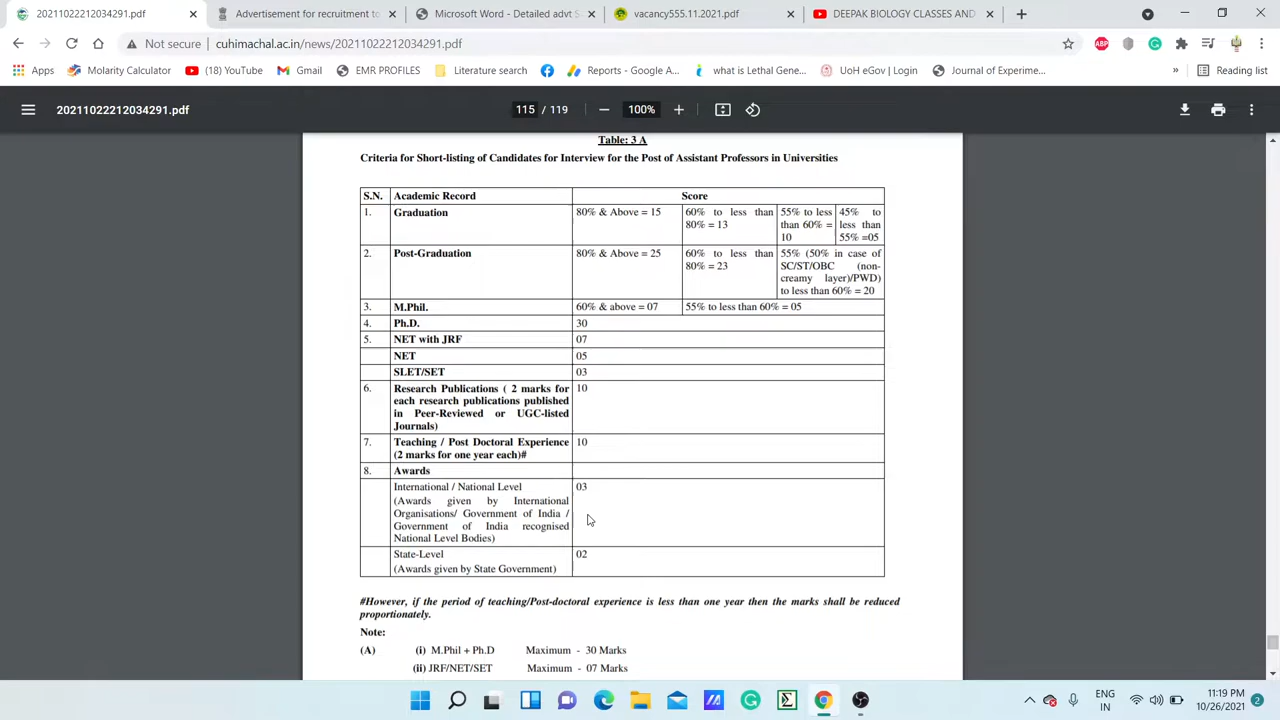 20211022212034291.pdf
Advertisement for recruitment to
Microsoft Word - Detailed advt S
vacancy555.11.2021.pdf
DEEPAK BIOLOGY CLASSES AND
Not secure | cuhimachal.ac.in/news/20211022212034291.pdf
Apps
Molarity Calculator
(18) YouTube
Gmail
EMR PROFILES
Literature search
Reports - Google A...
what is Lethal Gene...
UoH eGov | Login
Journal of Experime...
»
Reading list
20211022212034291.pdf
115 / 119
100%
Table: 3 A
Criteria for Short-listing of Candidates for Interview for the Post of Assistant Professors in Universities
S.N. Academic Record Score
1. Graduation
80% & Above = 15
60% to less than
80% = 13
55% to less
than 60% =
10
45% to
less than
55% =05
2. Post-Graduation
80% & Above = 25
60% to less than
80% = 23
55% (50% in case of
SC/ST/OBC (non-
creamy layer)/PWD)
to less than 60% = 20
3. M.Phil. 60% & above = 07 55% to less than 60% = 05
4. Ph.D. 30
5. NET with JRF 07
NET 05
SLET/SET 03
6. Research Publications ( 2 marks for 10
each research publications published
in Peer-Reviewed or UGC-listed
Journals)
7. Teaching / Post Doctoral Experience 10
(2 marks for one year each)#
8. Awards
International / National Level 03
(Awards given by International
Organisations/ Government of India /
Government of India recognised
National Level Bodies)
State-Level 02
(Awards given by State Government)
#However, if the period of teaching/Post-doctoral experience is less than one year then the marks shall be reduced
proportionately.
Note:
(A) (i) M.Phil + Ph.D Maximum - 30 Marks
(ii) JRF/NET/SET Maximum - 07 Marks
ENG
IN
11:19 PM
10/26/2021
2